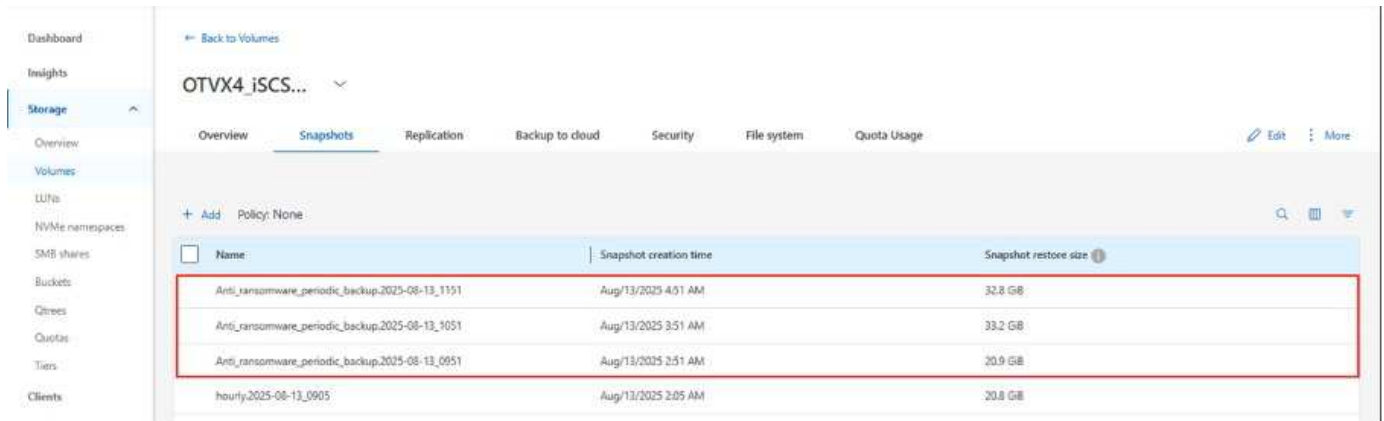 Dashboard
Insights
Storage
Overview
Volumes
LUNs
NVMe namespaces
SMB shares
Buckets
Qtrees
Quotas
Tiers
Clients
← Back to Volumes
OTVX4_iSCS...
Overview Snapshots Replication Backup to cloud Security File system Quota Usage
Edit More
+ Add Policy: None
Name Snapshot creation time Snapshot restore size
Anti_ransomware_periodic_backup.2025-08-13_1151 Aug/13/2025 4:51 AM 32.8 GiB
Anti_ransomware_periodic_backup.2025-08-13_1051 Aug/13/2025 3:51 AM 33.2 GiB
Anti_ransomware_periodic_backup.2025-08-13_0951 Aug/13/2025 2:51 AM 20.9 GiB
hourly.2025-08-13_0905 Aug/13/2025 2:05 AM 20.8 GiB